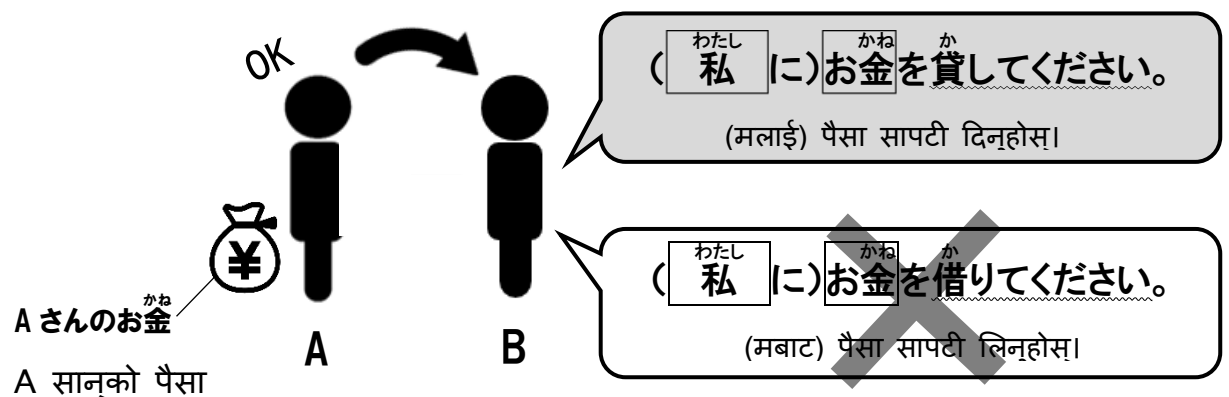 OK
(私に)お金を貸してください。
わたし かね か
(मलाई) पैसा सापटी दिनुहोस्।
(私に)お金を借りてください。
わたし かね か
(मबाट) पैसा सापटी लिनुहोस्।
¥
Aさんのお金
かね
A सानको पैसा
A
B